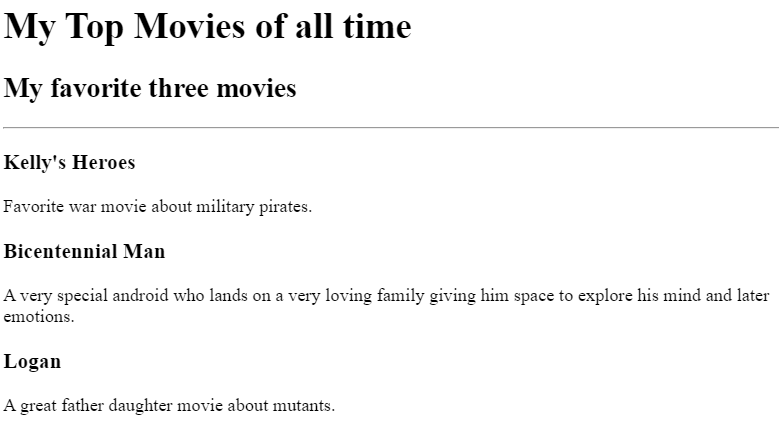 My Top Movies of all time
My favorite three movies
Kelly's Heroes
Favorite war movie about military pirates.
Bicentennial Man
A very special android who lands on a very loving family giving him space to explore his mind and later
emotions.
Logan
A great father daughter movie about mutants.